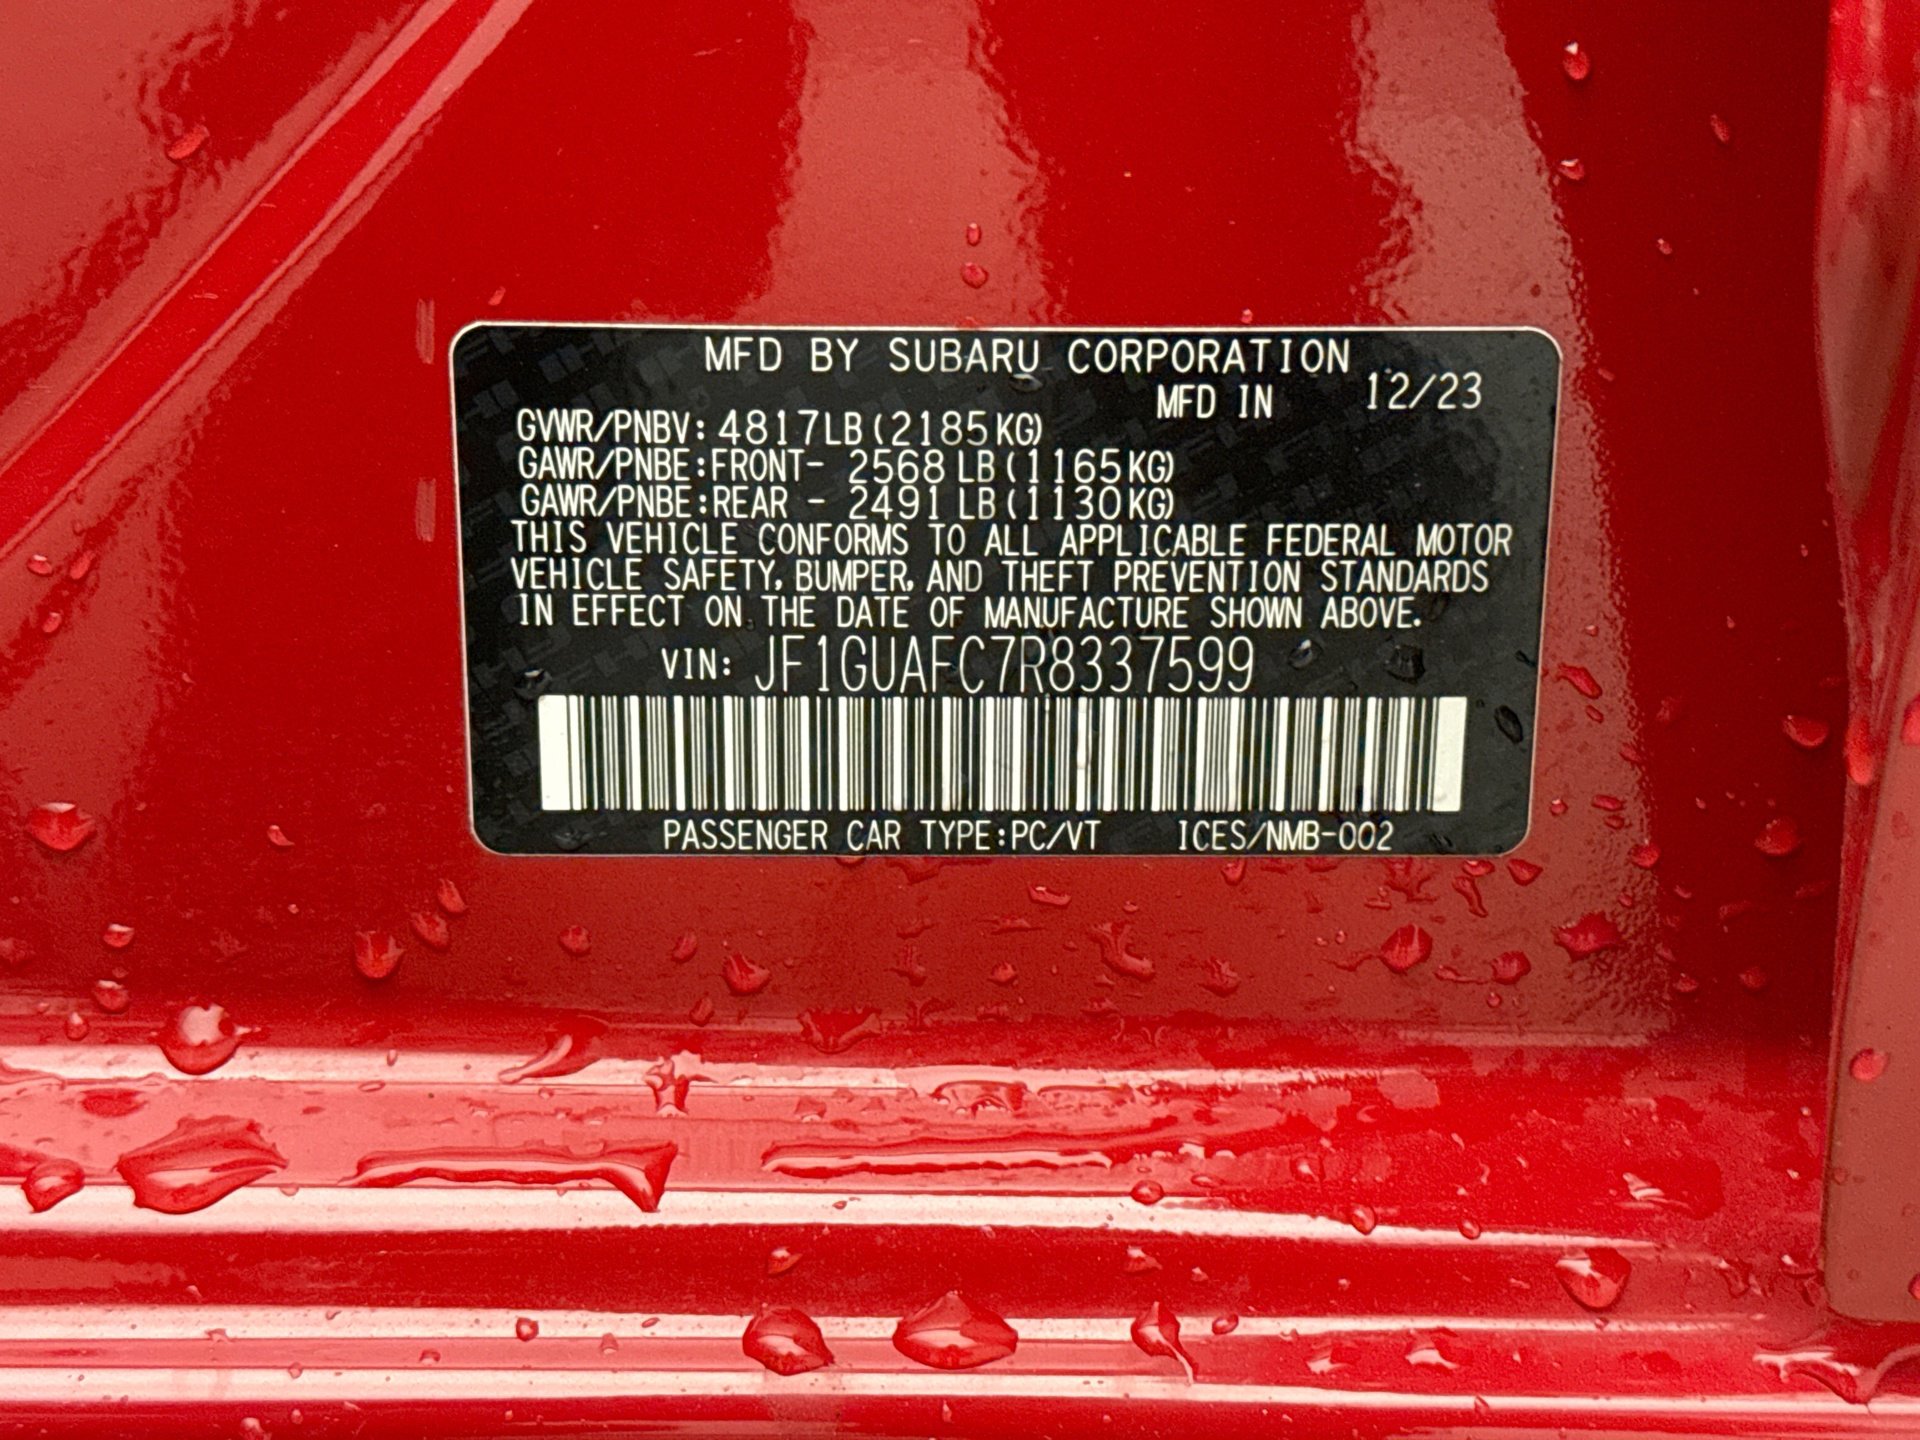 MFD BY SUBARU CORPORATION
MFD IN 12/23
GVWR/PNBV: 4817LB(2185KG)
GAWR/PNBE:FRONT- 2568 LB(1165KG)
GAWR/PNBE:REAR - 2491 LB(1130KG)
THIS VEHICLE CONFORMS TO ALL APPLICABLE FEDERAL MOTOR
VEHICLE SAFETY, BUMPER, AND THEFT PREVENTION STANDARDS
IN EFFECT ON THE DATE OF MANUFACTURE SHOWN ABOVE.
VIN: JF1GUAFC7R8337599
PASSENGER CAR TYPE:PC/VT ICES/NMB-002